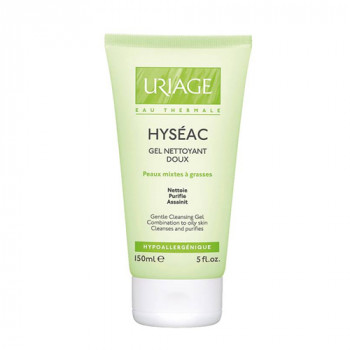 URIAGE
EAU THERMALE
HYSÉAC
GEL NETTOYANT
DOUX
Peaux mixtes à grasses
Nettoie
Purifie
Assainit
Gentle Cleansing Gel
Combination to oily skin
Cleanses and purifies
HYPOALLERGÉNIQUE
150ml e 5 fl.oz.